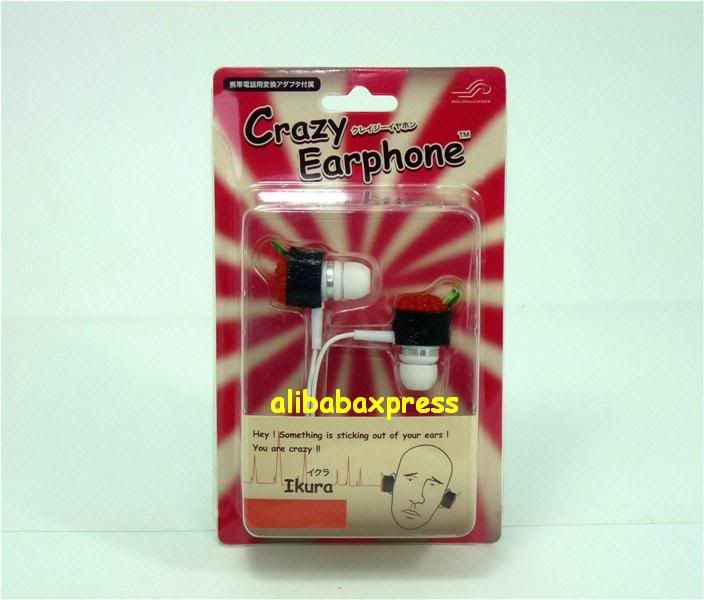 携帯電話用変換アダプタ付属
SOLIDALLIANCE
Crazy
クレイジーイヤホン
Earphone™
alibabaxpress
Hey ! Something is sticking out of your ears !
You are crazy !!
イクラ
Ikura